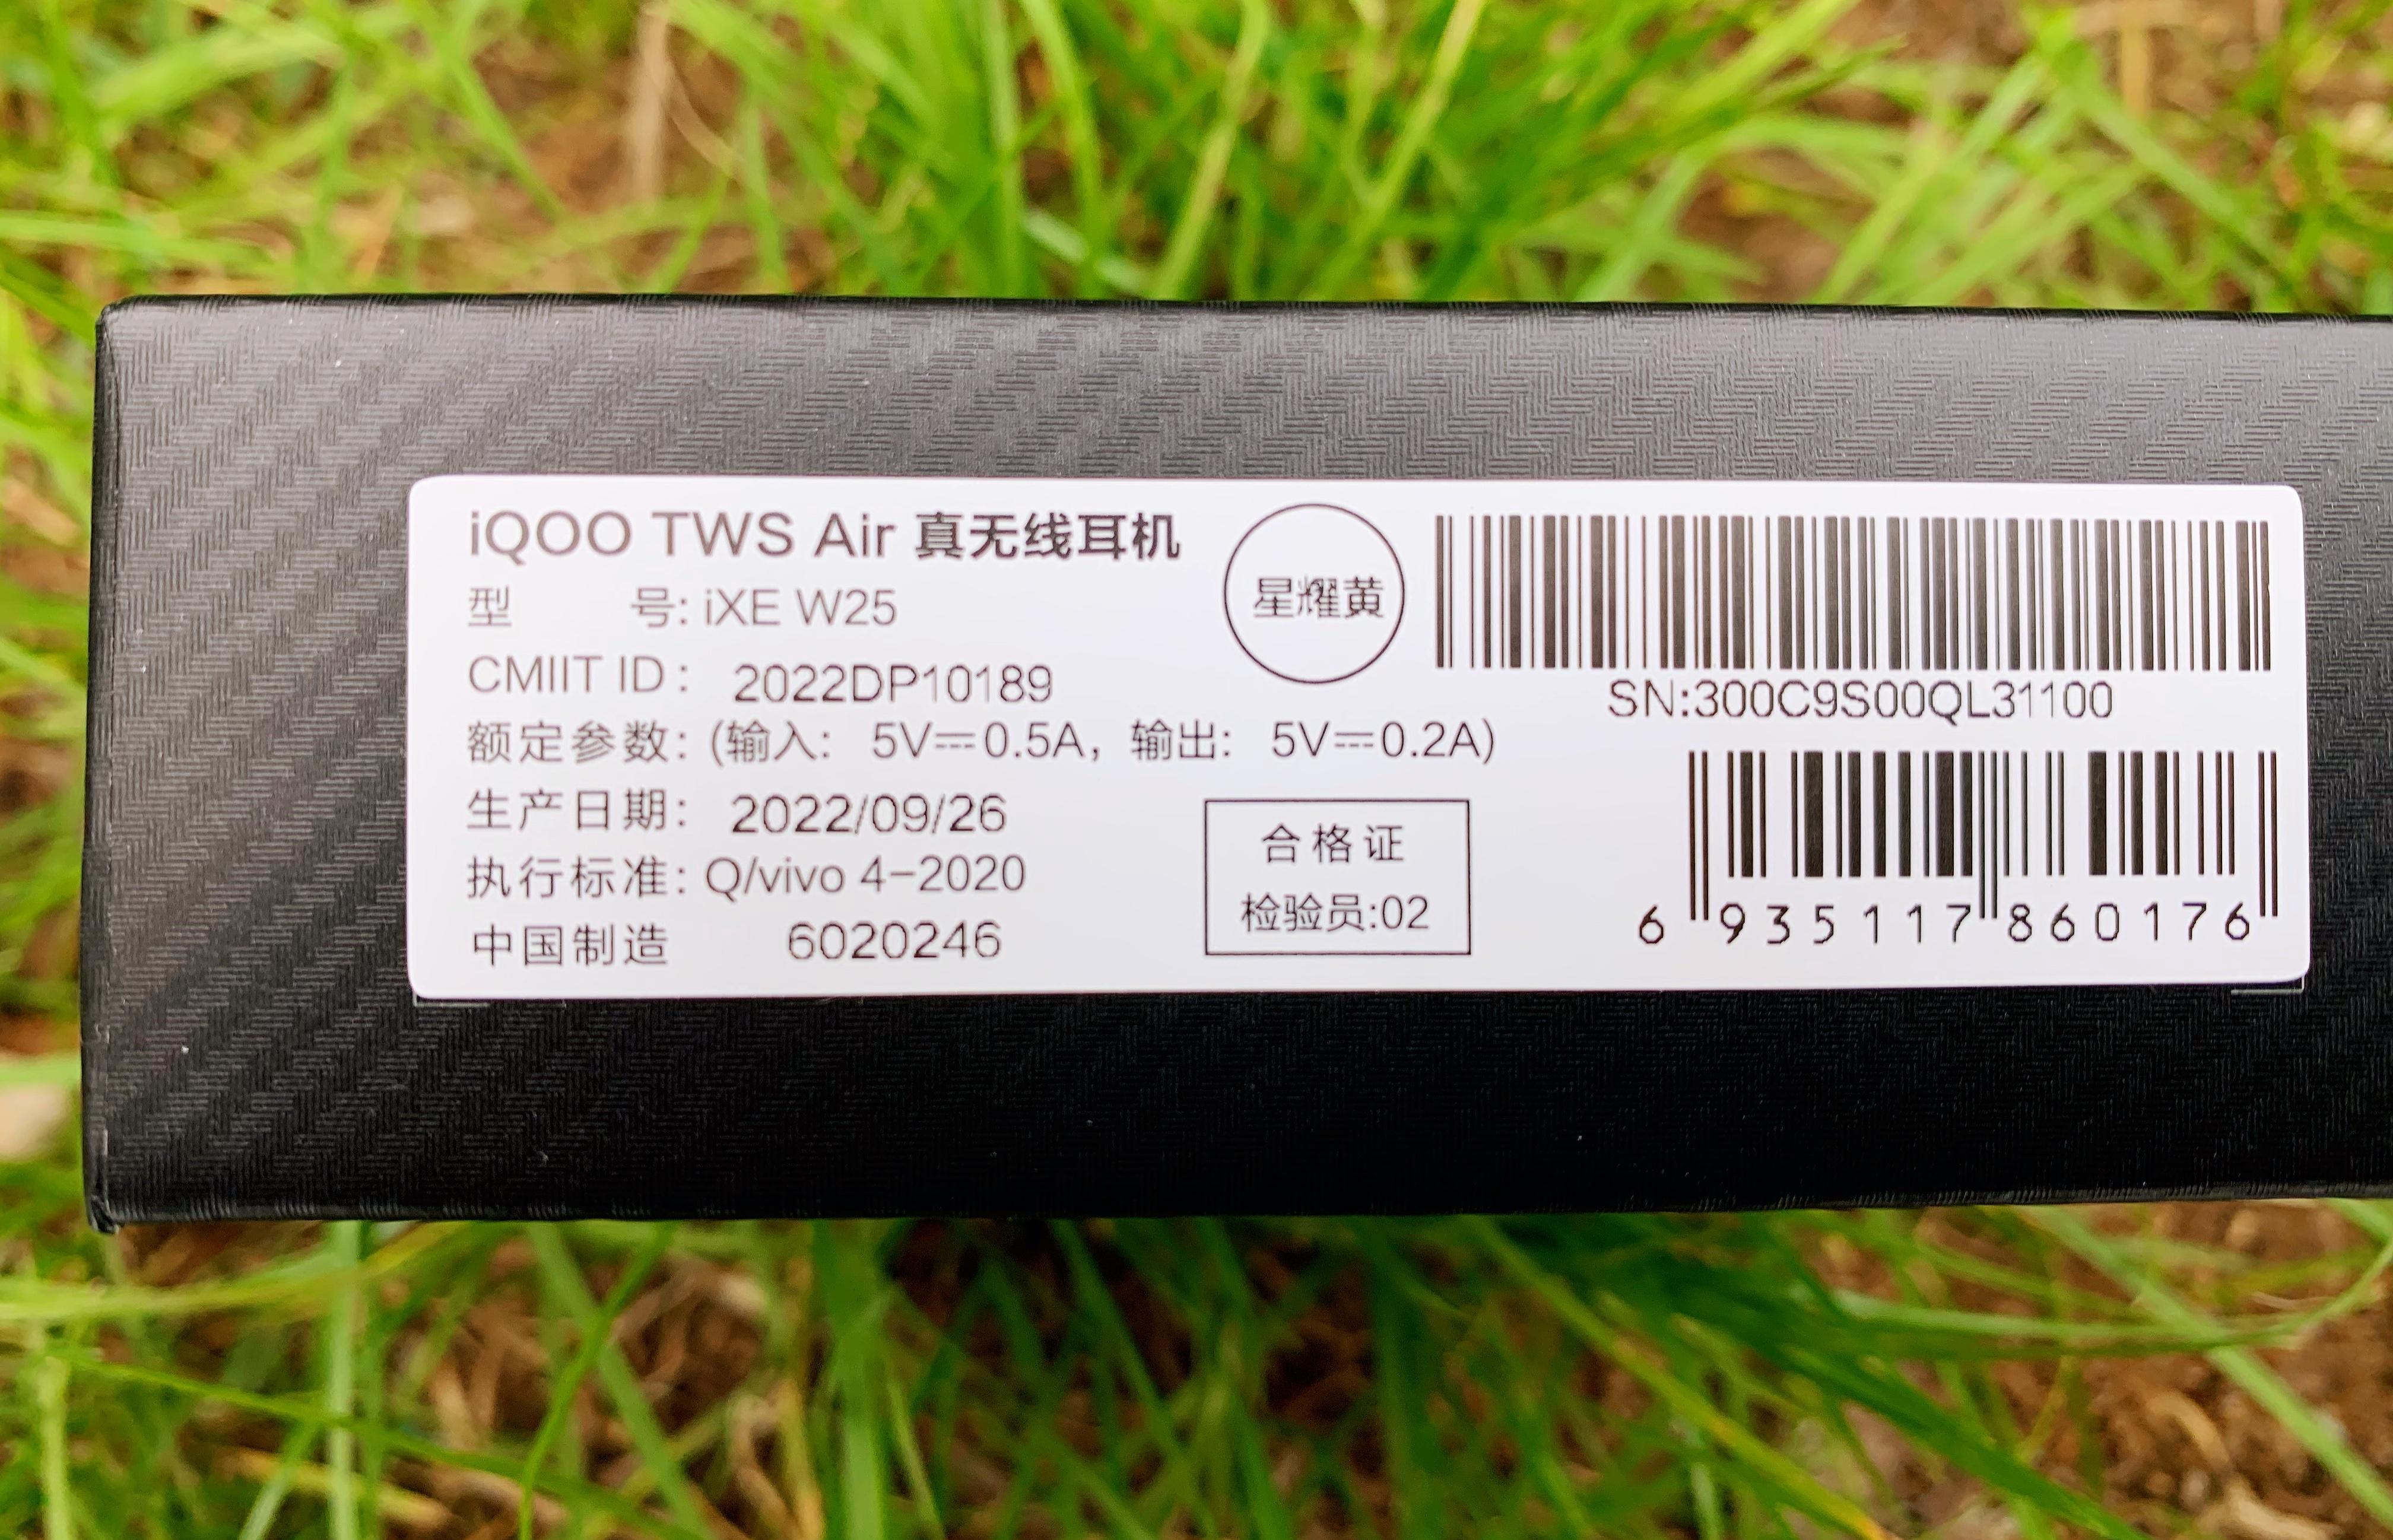 iQOO TWS Air 真无线耳机
型 号: iXE W25
CMIIT ID: 2022DP10189
额定参数: (输入: 5V⎓0.5A, 输出: 5V⎓0.2A)
生产日期: 2022/09/26
执行标准: Q/vivo 4-2020
中国制造 6020246
星耀黄
合格证
检验员:02
SN:300C9S00QL31100
6 935117 860176